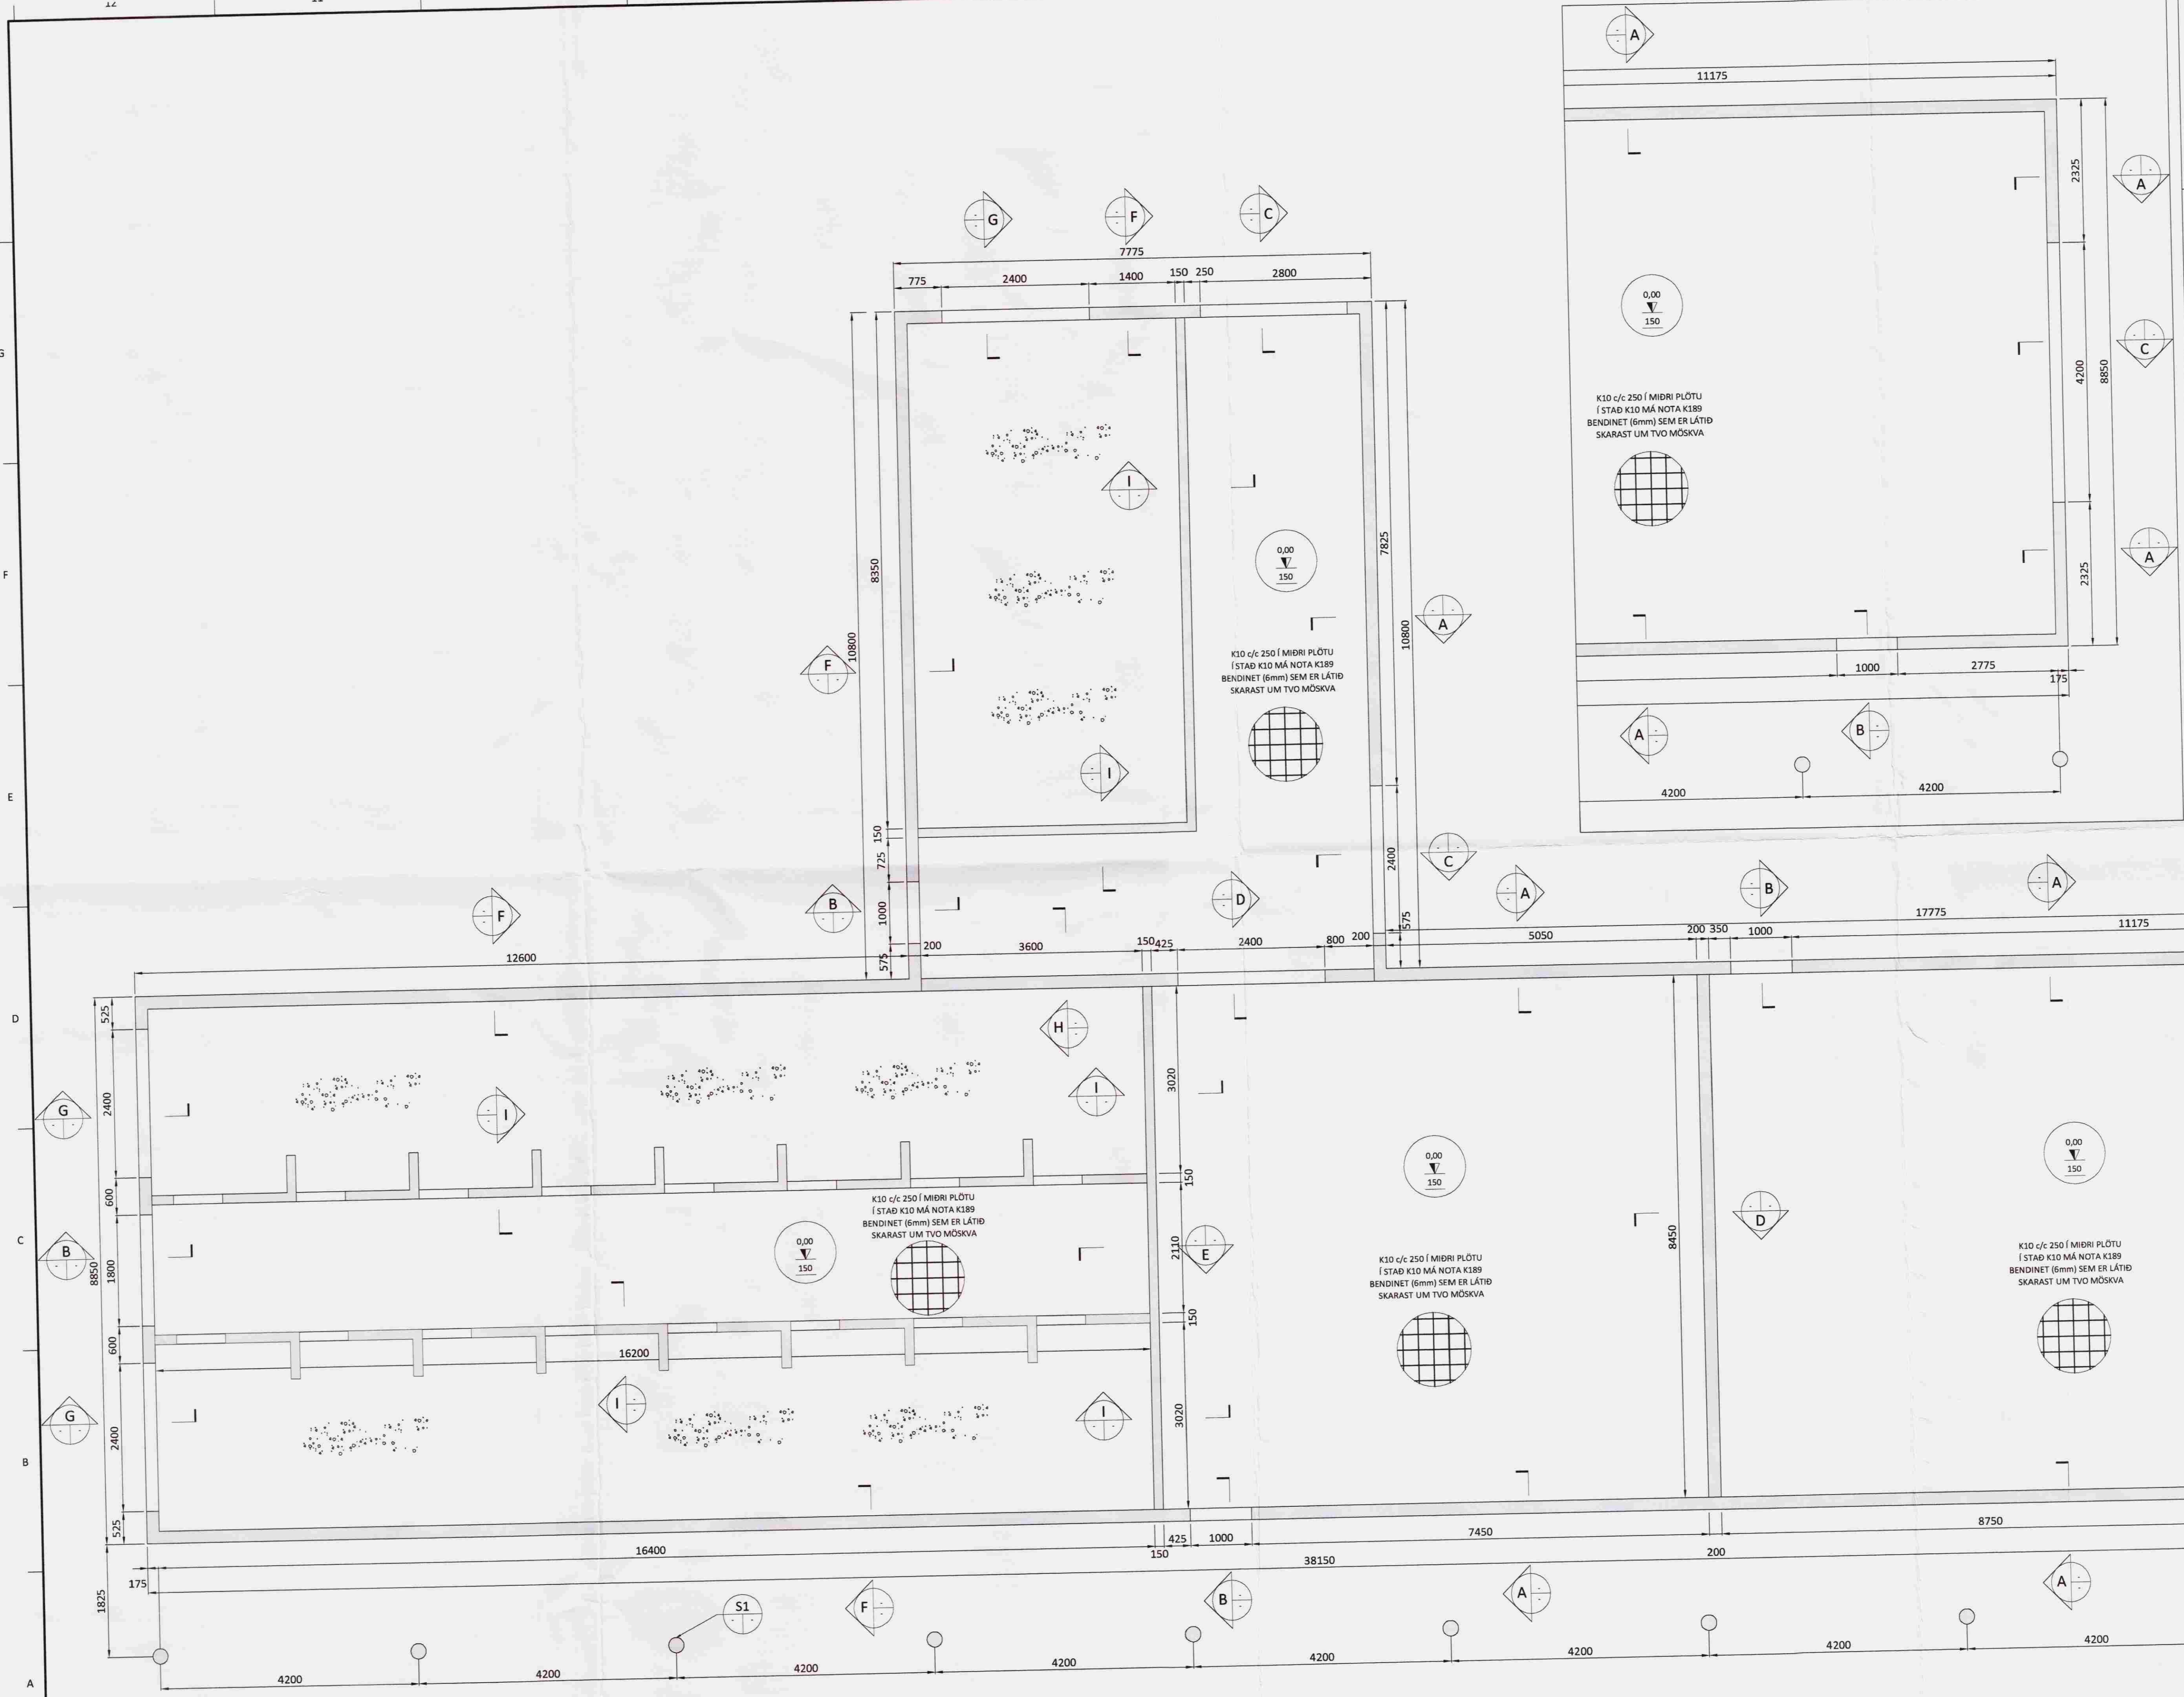 12
11
A
11175
2325
A
G
F
C
7775
775
2400
1400
150
250
2800
0,00
150
4200
8850
C
G
K10 c/c 250 Í MIÐRI PLÖTU
Í STAÐ K10 MÁ NOTA K189
BENDINET (6mm) SEM ER LÁTIÐ
SKARAST UM TVO MÖSKVA
I
0,00
150
7825
8350
10800
10800
2325
A
F
A
F
K10 c/c 250 Í MIÐRI PLÖTU
Í STAÐ K10 MÁ NOTA K189
BENDINET (6mm) SEM ER LÁTIÐ
SKARAST UM TVO MÖSKVA
1000
2775
175
A
B
I
4200
4200
E
150
725
1000
575
2400
575
C
F
B
D
A
B
A
17775
12600
200
3600
150
425
2400
800
200
5050
200
350
1000
11175
D
525
2400
600
1800
600
2400
525
8850
H
I
I
3020
150
2110
150
3020
G
B
G
C
K10 c/c 250 Í MIÐRI PLÖTU
Í STAÐ K10 MÁ NOTA K189
BENDINET (6mm) SEM ER LÁTIÐ
SKARAST UM TVO MÖSKVA
0,00
150
E
0,00
150
8450
D
0,00
150
K10 c/c 250 Í MIÐRI PLÖTU
Í STAÐ K10 MÁ NOTA K189
BENDINET (6mm) SEM ER LÁTIÐ
SKARAST UM TVO MÖSKVA
K10 c/c 250 Í MIÐRI PLÖTU
Í STAÐ K10 MÁ NOTA K189
BENDINET (6mm) SEM ER LÁTIÐ
SKARAST UM TVO MÖSKVA
16200
I
I
B
16400
150
425
1000
7450
200
8750
38150
175
1825
S1
F
B
A
A
4200
4200
4200
4200
4200
4200
4200
4200
A